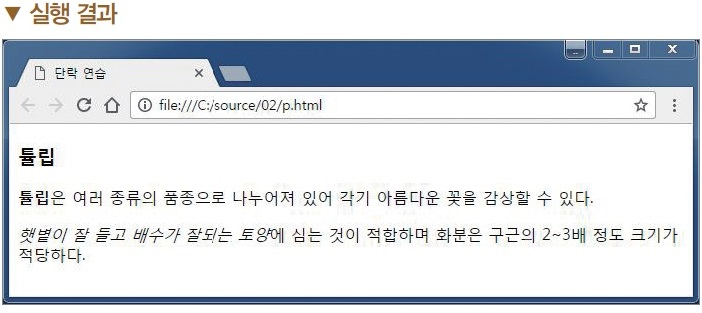 ▼ 실행 결과
단락 연습
file:///C:/source/02/p.html
튤립
튤립은 여러 종류의 품종으로 나누어져 있어 각기 아름다운 꽃을 감상할 수 있다.
햇볕이 잘 들고 배수가 잘되는 토양에 심는 것이 적합하며 화분은 구근의 2~3배 정도 크기가
적당하다.